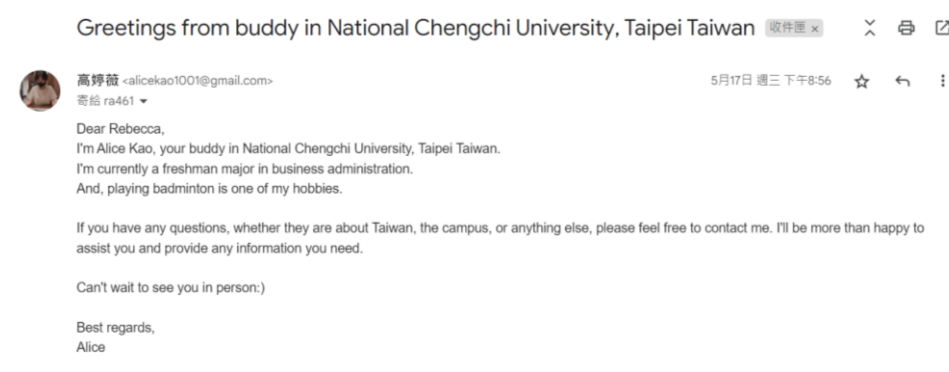 Greetings from buddy in National Chengchi University, Taipei Taiwan 收件匣 ×
高婷薇 <alicekao1001@gmail.com> 5月17日 週三 下午8:56
寄給 ra461
Dear Rebecca,
I'm Alice Kao, your buddy in National Chengchi University, Taipei Taiwan.
I'm currently a freshman major in business administration.
And, playing badminton is one of my hobbies.
If you have any questions, whether they are about Taiwan, the campus, or anything else, please feel free to contact me. I'll be more than happy to
assist you and provide any information you need.
Can't wait to see you in person:)
Best regards,
Alice